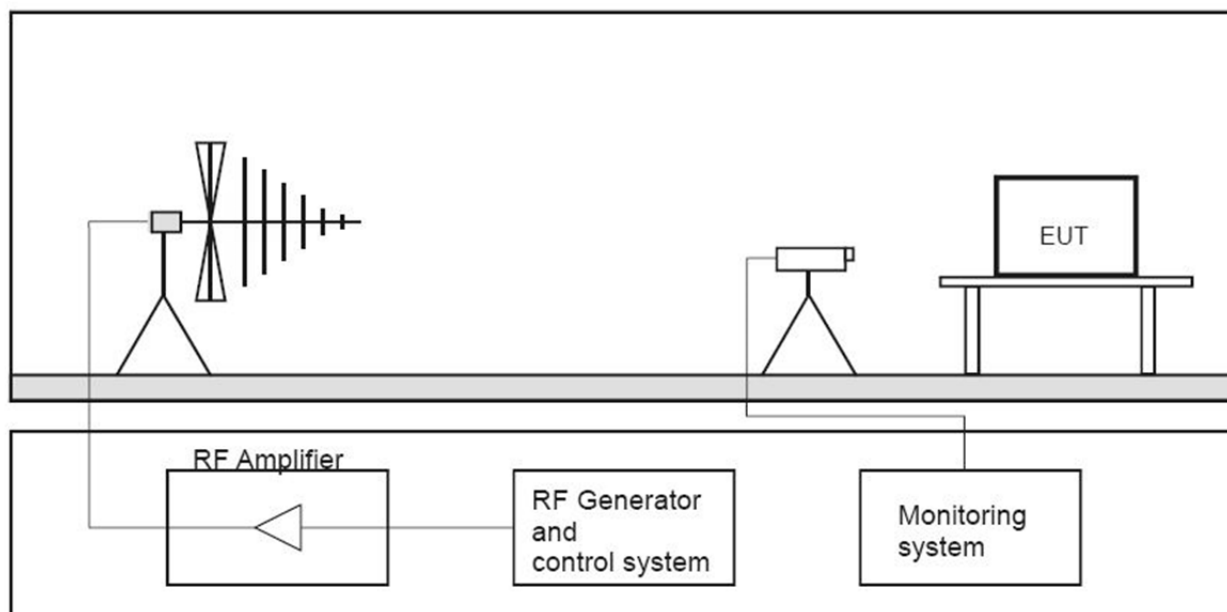 EUT
RF Amplifier
RF Generator
and
control system
Monitoring
system